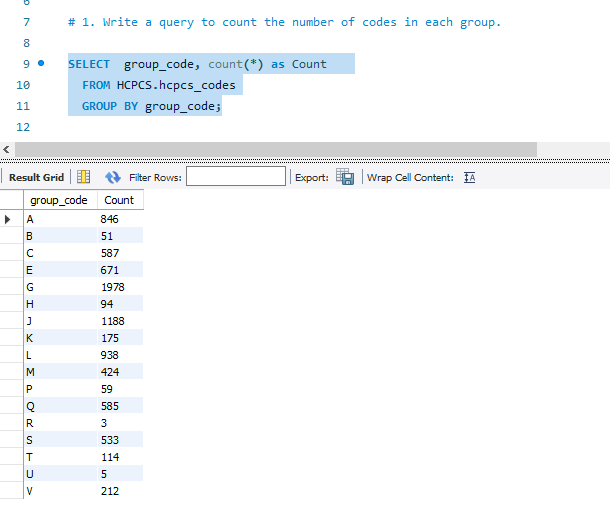 6
7 # 1. Write a query to count the number of codes in each group.
8
9 SELECT group_code, count(*) as Count
10 FROM HCPCS.hcpcs_codes
11 GROUP BY group_code;
12
Result Grid Filter Rows: Export: Wrap Cell Content:
group_code Count
A 846
B 51
C 587
E 671
G 1978
H 94
J 1188
K 175
L 938
M 424
P 59
Q 585
R 3
S 533
T 114
U 5
V 212